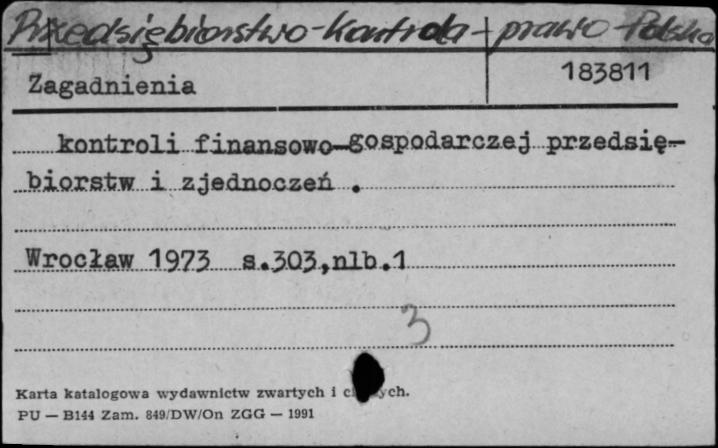 Przedsiębiorstwo-kontrola-prawo-Polska
183811
Zagadnienia
kontroli finansowo-gospodarczej przedsię-
biorstw i zjednoczeń .
Wrocław 1973 s.303,nlb.1
3
Karta katalogowa wydawnictw zwartych i
PU — B144 Zam. 849/DW/On ZGG — 1991